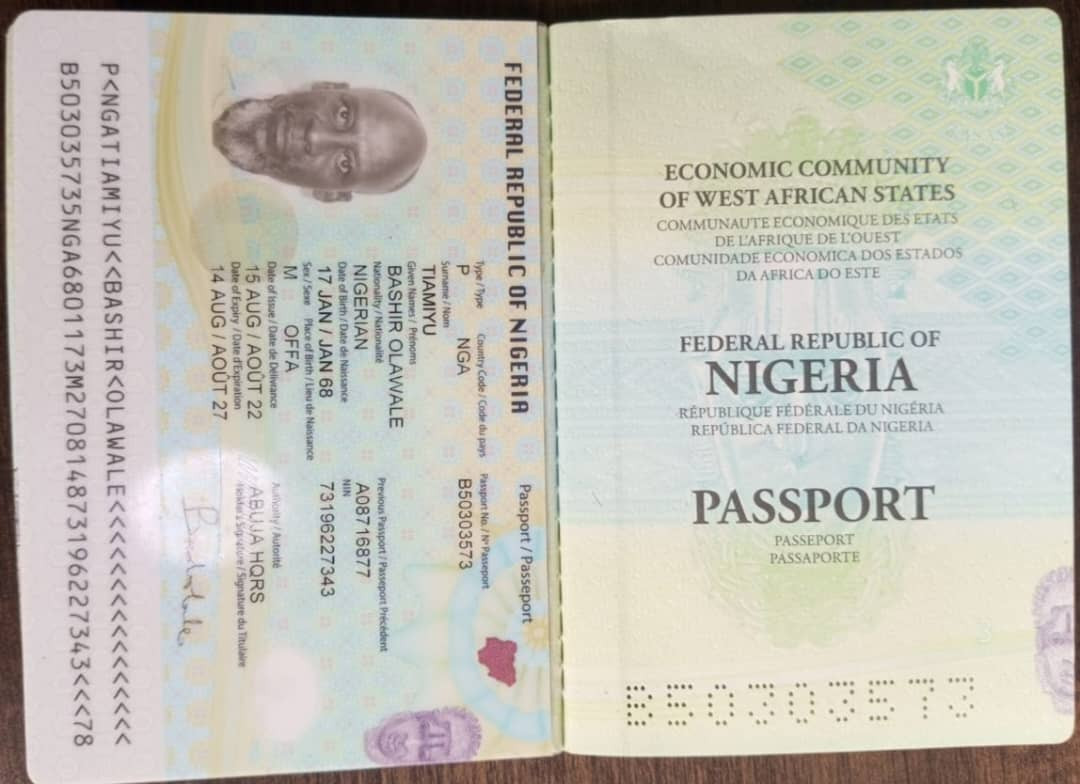 FEDERAL REPUBLIC OF NIGERIA
Passport / Passeport
Type / Type Country Code / Code du pays Passport No. / Nº Passeport
P NGA B50303573
Surname / Nom
TIAMIYU
Given Names / Prénoms Previous Passport / Passeport Précédent
BASHIR OLAWALE A08716877
Nationality / Nationalité NIN
NIGERIAN 73196227343
Date of Birth / Date de Naissance
17 JAN / JAN 68
Sex / Sexe Place of Birth / Lieu de Naissance
M OFFA
Date of Issue / Date de Délivrance Authority / Autorité
15 AUG / AOÛT 22 ABUJA HQRS
Date of Expiry / Date d'Expiration Holder's Signature / Signature du Titulaire
14 AUG / AOÛT 27
P<NGATIAMIYU<<BASHIR<OLAWALE<<<<<<<<<<<<<<<<
B503035735NGA6801173M270814873196227343<<<78
ECONOMIC COMMUNITY
OF WEST AFRICAN STATES
COMMUNAUTE ECONOMIQUE DES ETATS
DE L'AFRIQUE DE L'OUEST
COMUNIDADE ECONOMICA DOS ESTADOS
DA AFRICA DO ESTE
FEDERAL REPUBLIC OF
NIGERIA
RÉPUBLIQUE FÉDÉRALE DU NIGÉRIA
REPÚBLICA FEDERAL DA NIGERIA
PASSPORT
PASSEPORT
PASSAPORTE
B50303573